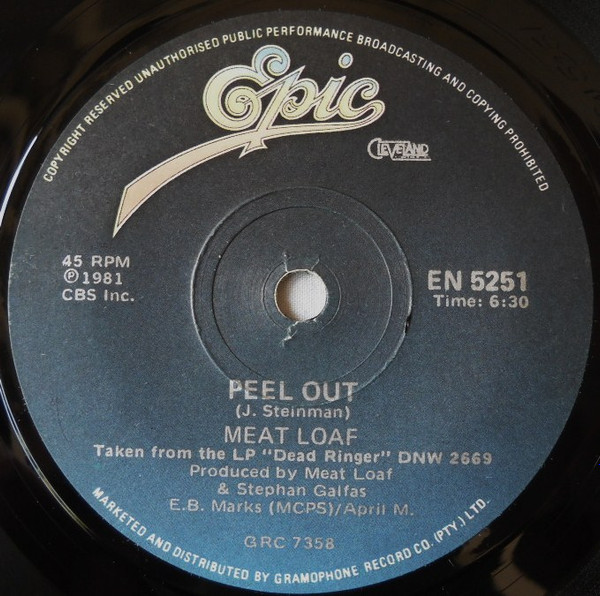 COPYRIGHT RESERVED UNAUTHORISED PUBLIC PERFORMANCE BROADCASTING AND COPYING PROHIBITED
Epic
CLEVELAND
45 RPM
℗ 1981
CBS Inc.
EN 5251
Time: 6:30
PEEL OUT
(J. Steinman)
MEAT LOAF
Taken from the LP "Dead Ringer" DNW 2669
Produced by Meat Loaf
& Stephan Galfas
E.B. Marks (MCPS)/April M.
GRC 7358
MARKETED AND DISTRIBUTED BY GRAMOPHONE RECORD CO. (PTY.) LTD.